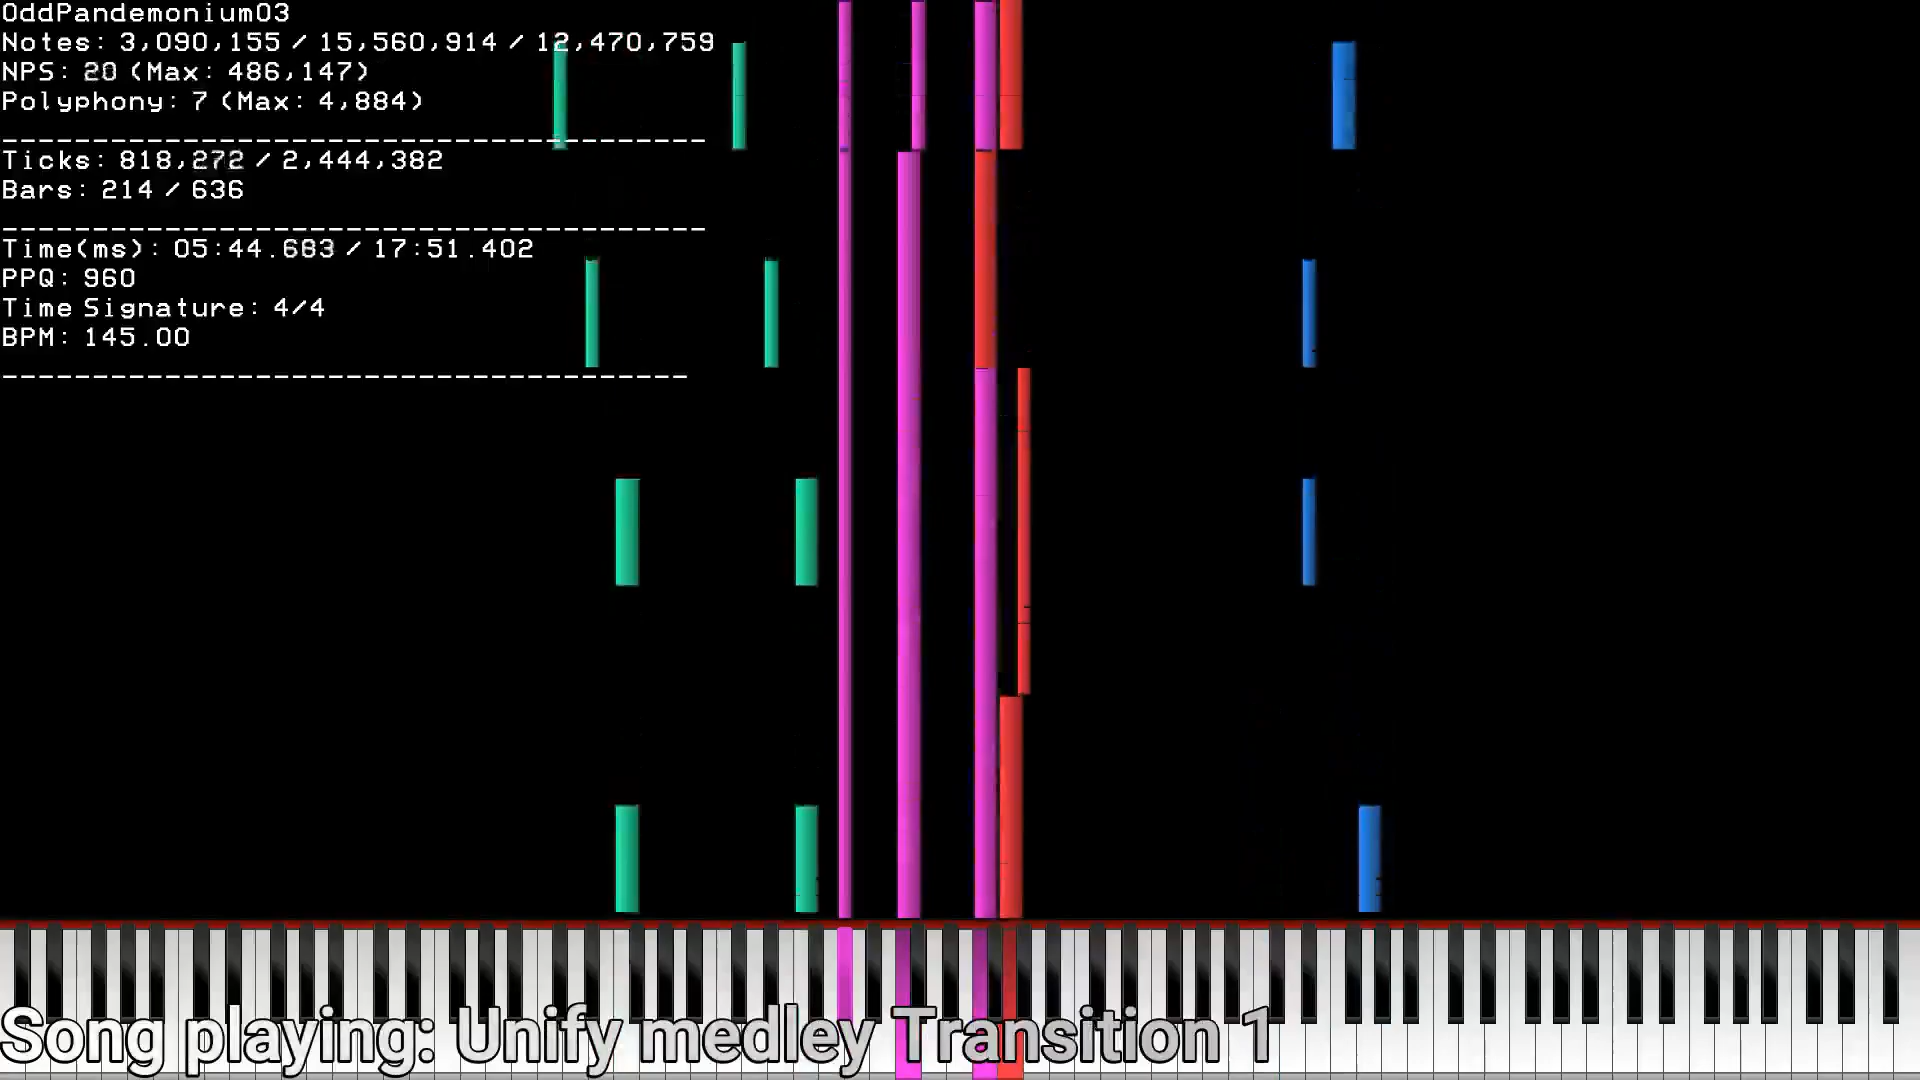 OddPandemonium03
Notes: 3,090,155 / 15,560,914 / 12,470,759
NPS: 20 (Max: 486,147)
Polyphony: 7 (Max: 4,884)
---------------------------------------
Ticks: 818,272 / 2,444,382
Bars: 214 / 636
---------------------------------------
Time(ms): 05:44.683 / 17:51.402
PPQ: 960
Time Signature: 4/4
BPM: 145.00
--------------------------------------
Song playing: Unify medley Transition 1